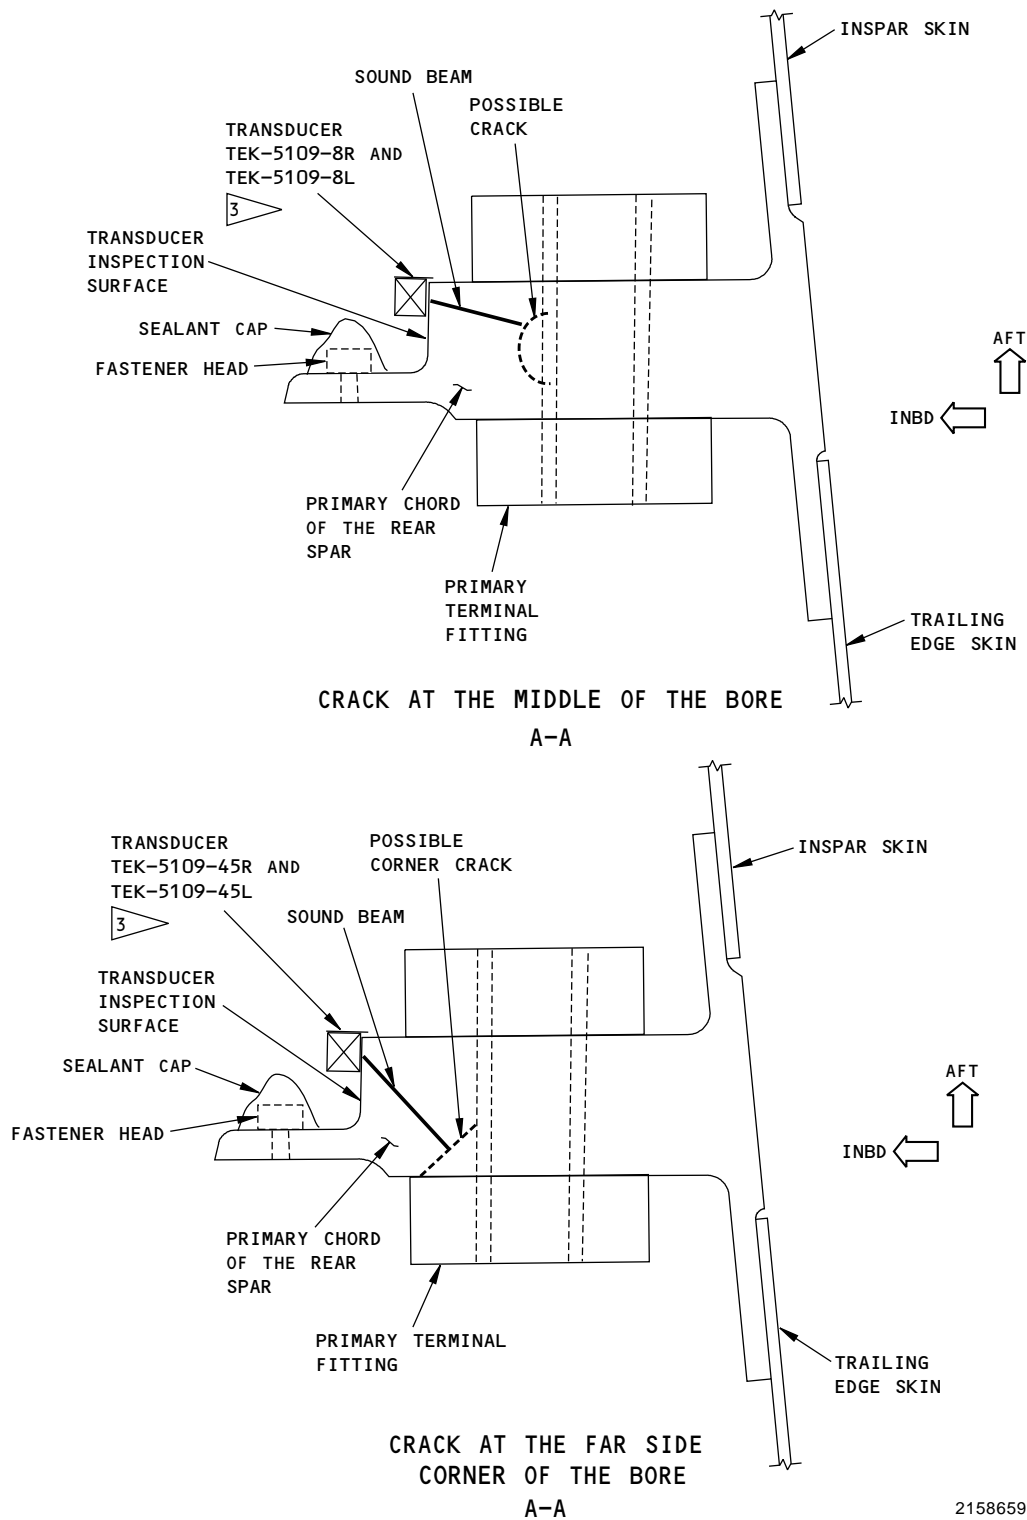 INSPAR SKIN
SOUND BEAM
POSSIBLE
CRACK
TRANSDUCER
TEK-5109-8R AND
TEK-5109-8L
3
TRANSDUCER
INSPECTION
SURFACE
SEALANT CAP
FASTENER HEAD
AFT
INBD
PRIMARY CHORD
OF THE REAR
SPAR
PRIMARY
TERMINAL
FITTING
TRAILING
EDGE SKIN
CRACK AT THE MIDDLE OF THE BORE
A-A
TRANSDUCER
TEK-5109-45R AND
TEK-5109-45L
3
POSSIBLE
CORNER CRACK
INSPAR SKIN
SOUND BEAM
TRANSDUCER
INSPECTION
SURFACE
SEALANT CAP
FASTENER HEAD
AFT
INBD
PRIMARY CHORD
OF THE REAR
SPAR
PRIMARY TERMINAL
FITTING
TRAILING
EDGE SKIN
CRACK AT THE FAR SIDE
CORNER OF THE BORE
A-A
2158659